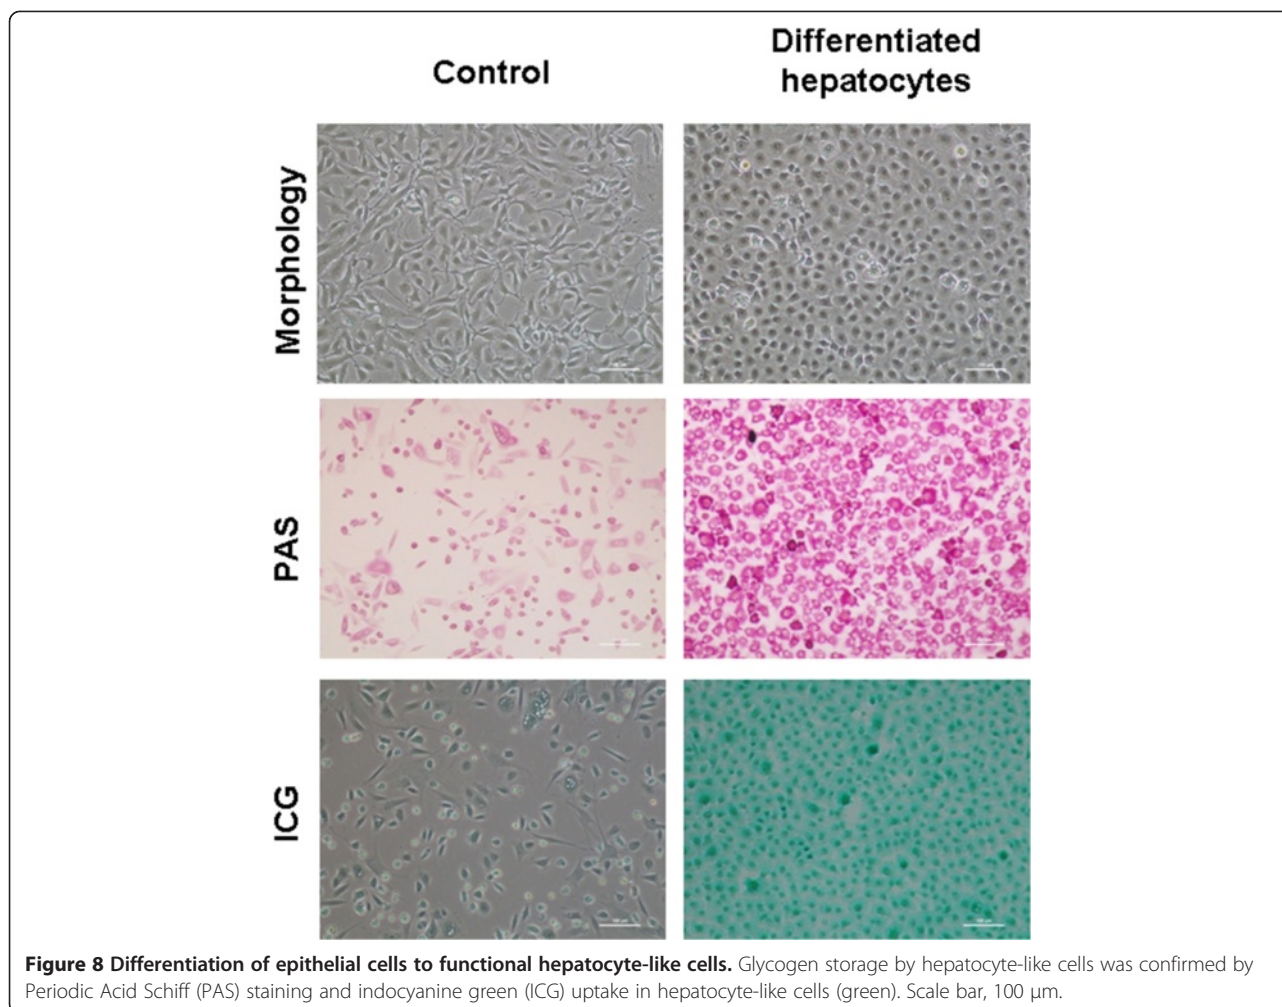 Control
Differentiated
hepatocytes
Morphology
PAS
ICG
Figure 8 Differentiation of epithelial cells to functional hepatocyte-like cells. Glycogen storage by hepatocyte-like cells was confirmed by
Periodic Acid Schiff (PAS) staining and indocyanine green (ICG) uptake in hepatocyte-like cells (green). Scale bar, 100 μm.